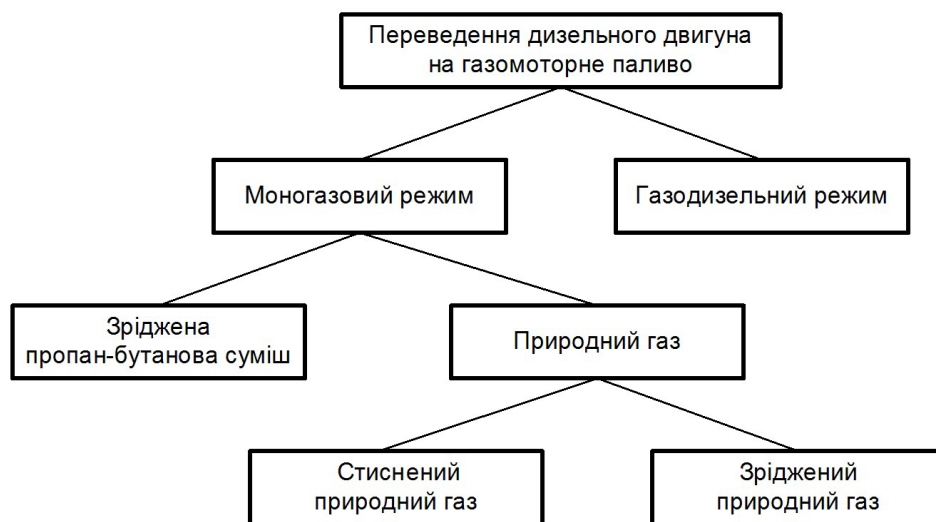 Переведення дизельного двигуна
на газомоторне паливо
Моногазовий режим
Газодизельний режим
Зріджена
пропан-бутанова суміш
Природний газ
Стиснений
природний газ
Зріджений
природний газ